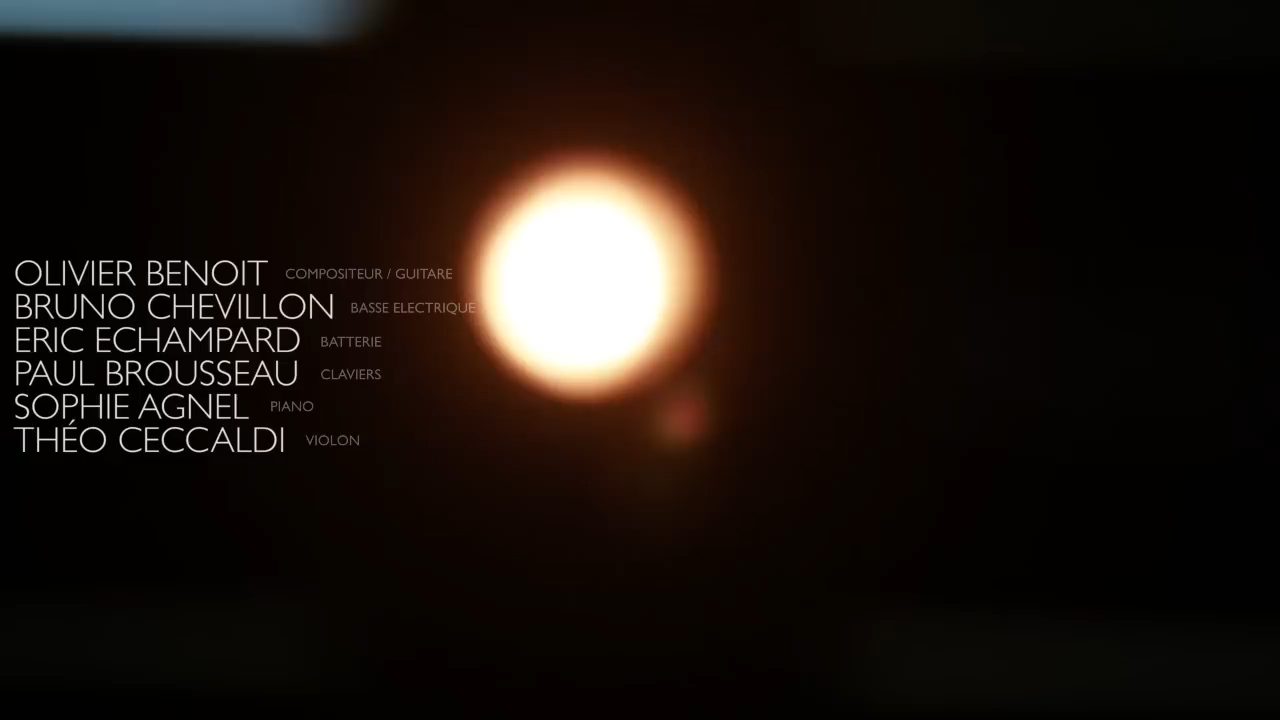 OLIVIER BENOIT COMPOSITEUR / GUITARE
BRUNO CHEVILLON BASSE ELECTRIQUE
ERIC ECHAMPARD BATTERIE
PAUL BROUSSEAU CLAVIERS
SOPHIE AGNEL PIANO
THÉO CECCALDI VIOLON